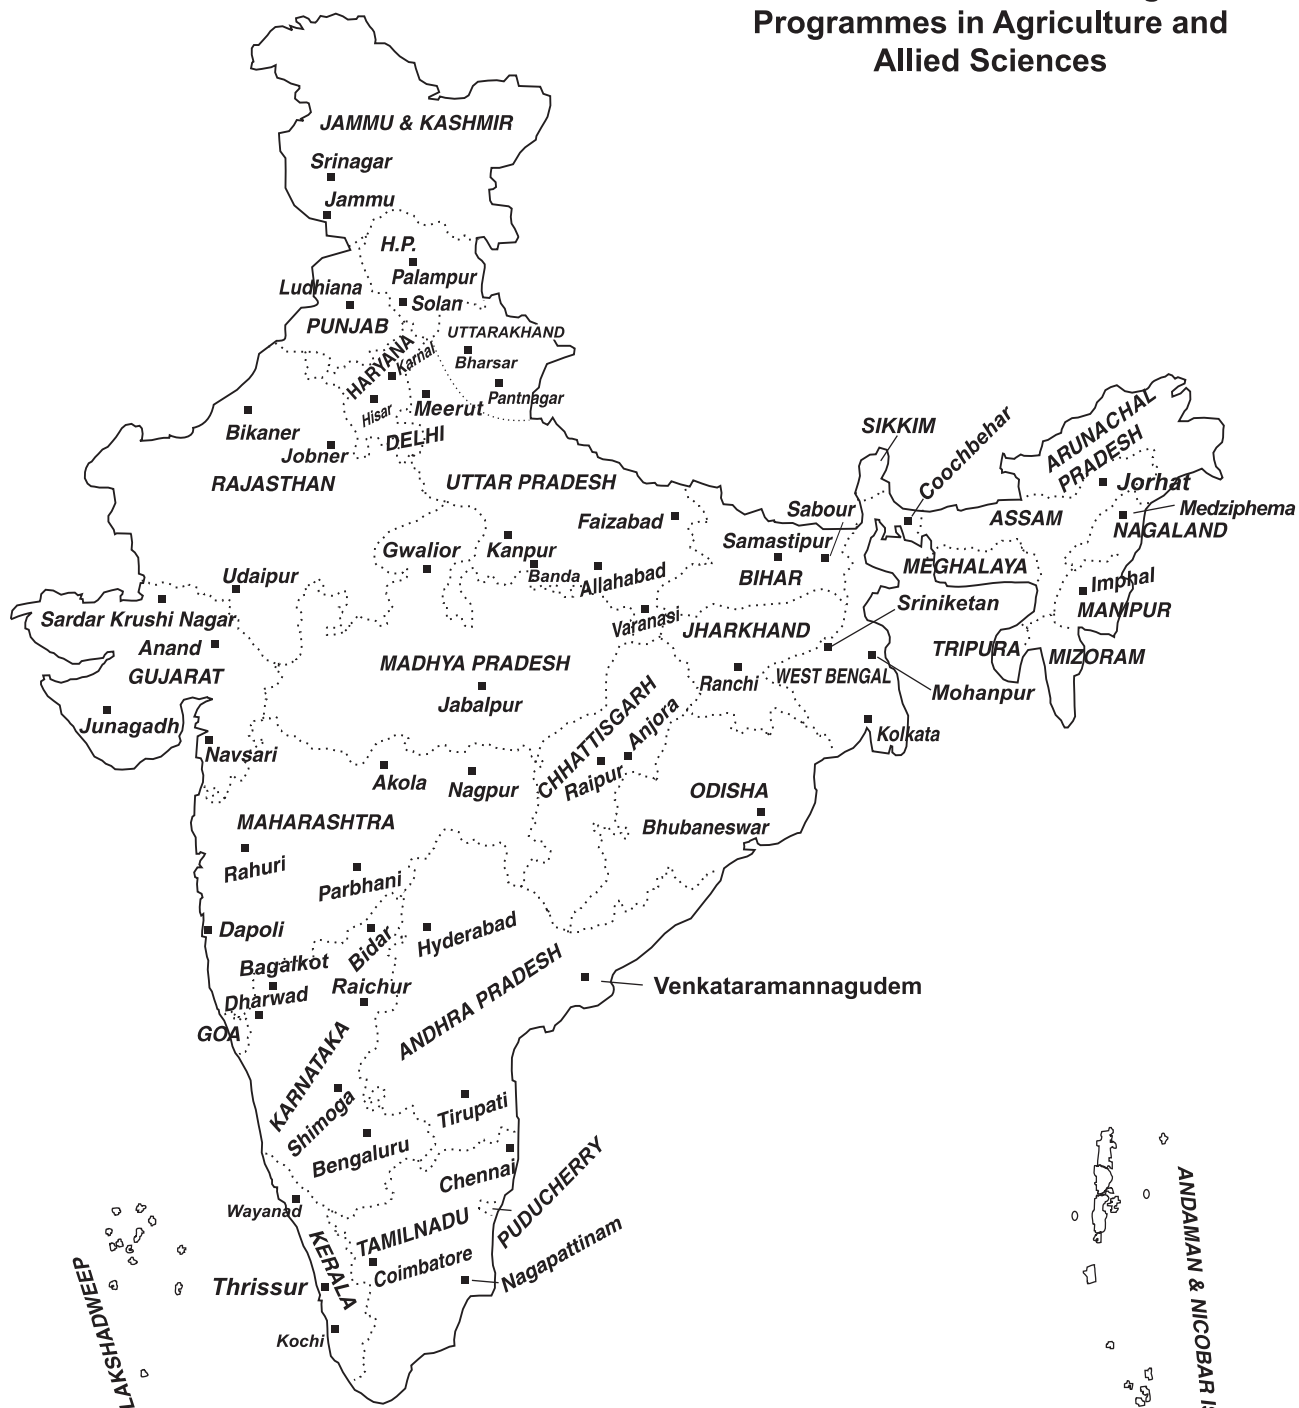 Programmes in Agriculture and
Allied Sciences
JAMMU & KASHMIR
Srinagar
Jammu
H.P.
Palampur
Ludhiana
Solan
PUNJAB
UTTARAKHAND
HARYANA
Karnal
Bharsar
Hisar
Meerut
Pantnagar
Bikaner
DELHI
Jobner
RAJASTHAN
UTTAR PRADESH
SIKKIM
Coochbehar
ARUNACHAL
PRADESH
Jorhat
Medziphema
ASSAM
NAGALAND
Sabour
Faizabad
Samastipur
Gwalior
Kanpur
Banda
Allahabad
BIHAR
MEGHALAYA
Imphal
MANIPUR
Udaipur
Sardar Krushi Nagar
Varanasi
JHARKHAND
Sriniketan
Anand
GUJARAT
MADHYA PRADESH
TRIPURA
MIZORAM
Ranchi
WEST BENGAL
Mohanpur
Jabalpur
Junagadh
Kolkata
Navsari
CHHATTISGARH
Anjora
Raipur
Akola
Nagpur
ODISHA
Bhubaneswar
MAHARASHTRA
Rahuri
Parbhani
Dapoli
Bidar
Hyderabad
Bagalkot
Raichur
Dharwad
Venkataramannagudem
GOA
ANDHRA PRADESH
KARNATAKA
Shimoga
Tirupati
Bengaluru
Chennai
PUDUCHERRY
Wayanad
TAMILNADU
KERALA
Coimbatore
Nagapattinam
Thrissur
Kochi
LAKSHADWEEP
ANDAMAN & NICOBAR